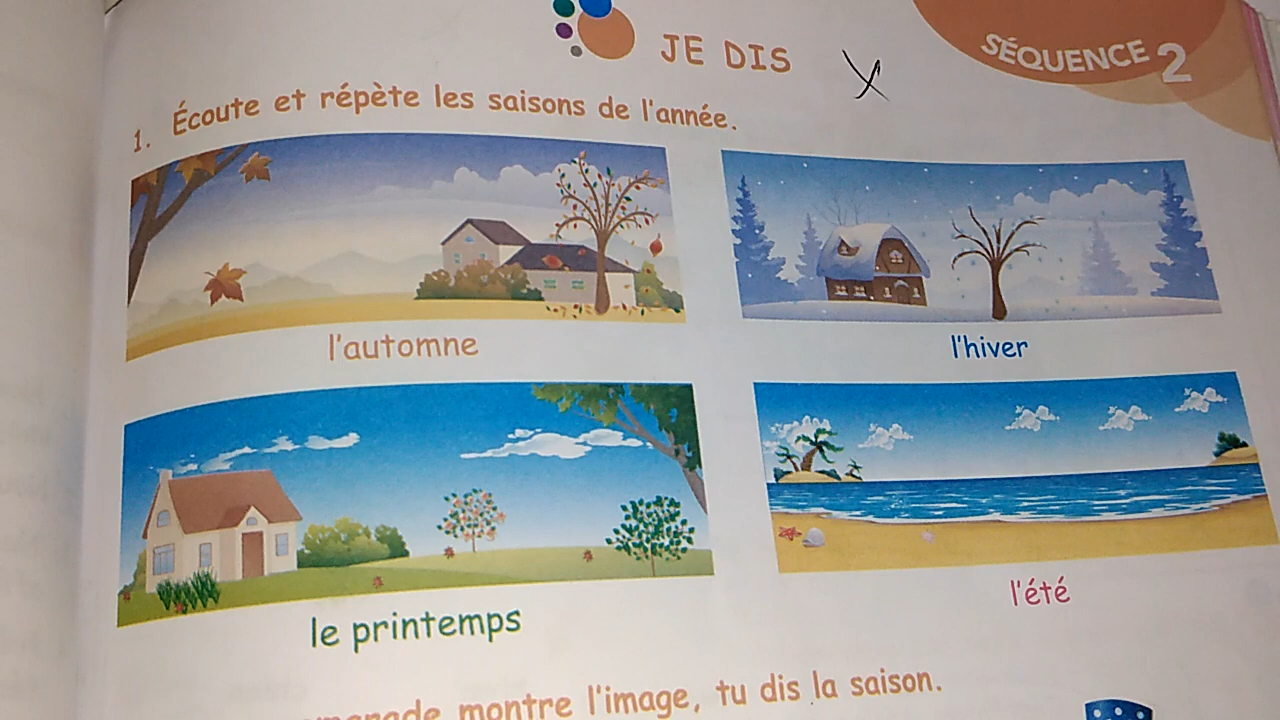 JE DIS
SÉQUENCE 2
1. Écoute et répète les saisons de l'année.
l'automne
l'hiver
le printemps
l'été
montre l'image, tu dis la saison.